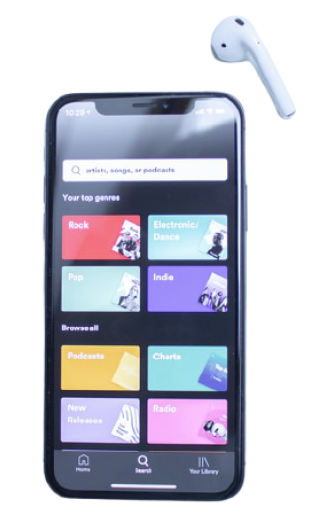 10:29
artists, songs, or podcasts
Your top genres
Rock
Electronic/
Dance
Pop
Indie
Browse all
Podcasts
Charts
New
Releases
Radio
Home
Search
Your Library